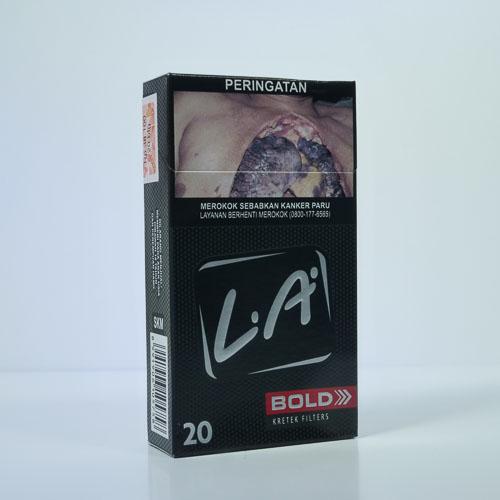 PERINGATAN
MEROKOK SEBABKAN KANKER PARU
LAYANAN BERHENTI MEROKOK (0800-177-6565)
L.A.
BOLD
KRETEK FILTERS
20
SKM